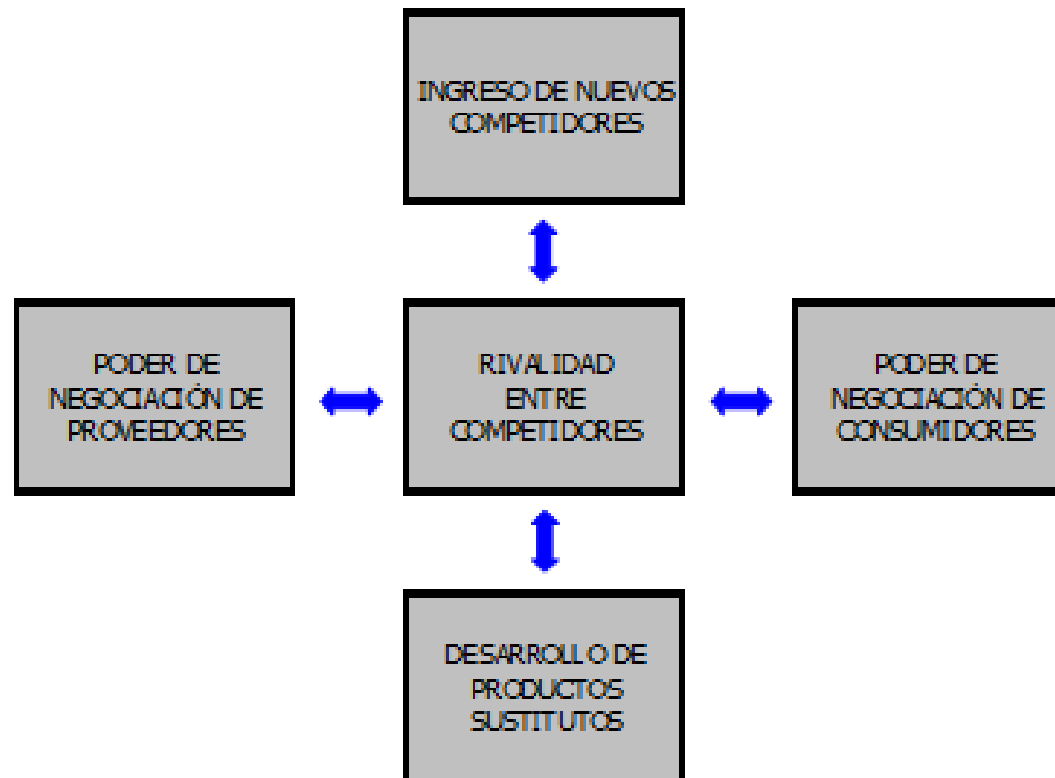 INGRESO DE NUEVOS
COMPETIDORES
PODER DE
NEGOCIACIÓN DE
PROVEEDORES
RIVALIDAD
ENTRE
COMPETIDORES
PODER DE
NEGOCIACIÓN DE
CONSUMIDORES
DESARROLLO DE
PRODUCTOS
SUSTITUTOS